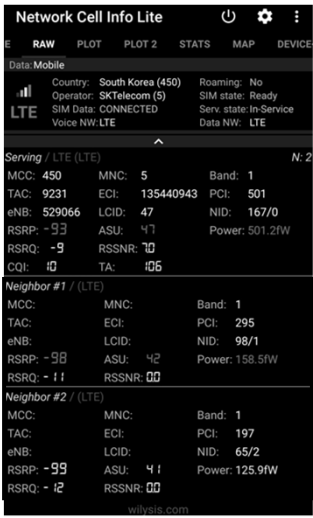 Network Cell Info Lite
E RAW PLOT PLOT 2 STATS MAP DEVICE
Data: Mobile
Country: South Korea (450) Roaming: No
Operator: SKTelecom (5) SIM state: Ready
LTE SIM Data: CONNECTED Serv. state: In-Service
Voice NW: LTE Data NW: LTE
Serving / LTE (LTE) N: 2
MCC: 450 MNC: 5 Band: 1
TAC: 9231 ECI: 135440943 PCI: 501
eNB: 529066 LCID: 47 NID: 167/0
RSRP: -93 ASU: 47 Power: 501.2fW
RSRQ: -9 RSSNR: 7.0
CQI: 10 TA: 106
Neighbor #1 / (LTE)
MCC: MNC: Band: 1
TAC: ECI: PCI: 295
eNB: LCID: NID: 98/1
RSRP: -98 ASU: 42 Power: 158.5fW
RSRQ: -11 RSSNR: 0.0
Neighbor #2 / (LTE)
MCC: MNC: Band: 1
TAC: ECI: PCI: 197
eNB: LCID: NID: 65/2
RSRP: -99 ASU: 41 Power: 125.9fW
RSRQ: -12 RSSNR: 0.0
wilysis.com